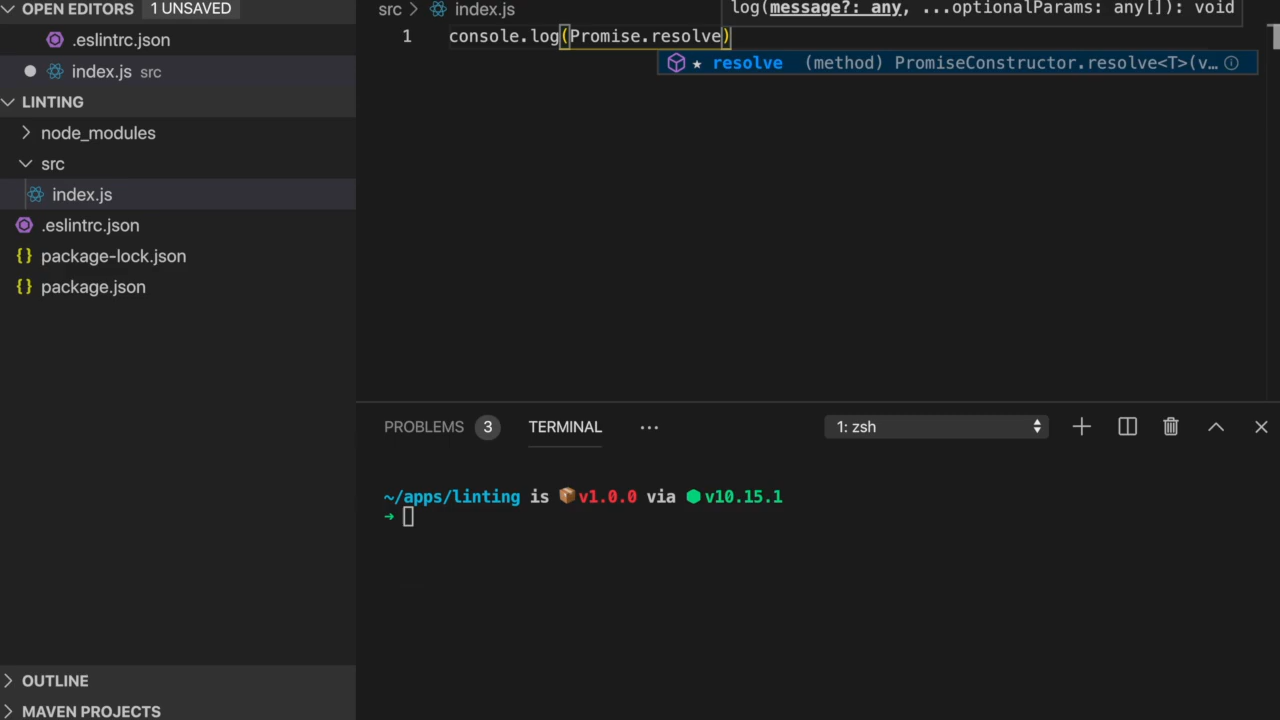 OPEN EDITORS 1 UNSAVED
.eslintrc.json
index.js src
LINTING
node_modules
src
index.js
.eslintrc.json
{} package-lock.json
{} package.json
OUTLINE
MAVEN PROJECTS
src > index.js
log(message?: any, ...optionalParams: any[]): void
1 console.log(Promise.resolve)
resolve (method) PromiseConstructor.resolve<T>(v…
PROBLEMS 3 TERMINAL ··· 1: zsh
~/apps/linting is 📦v1.0.0 via ⬢v10.15.1
➜